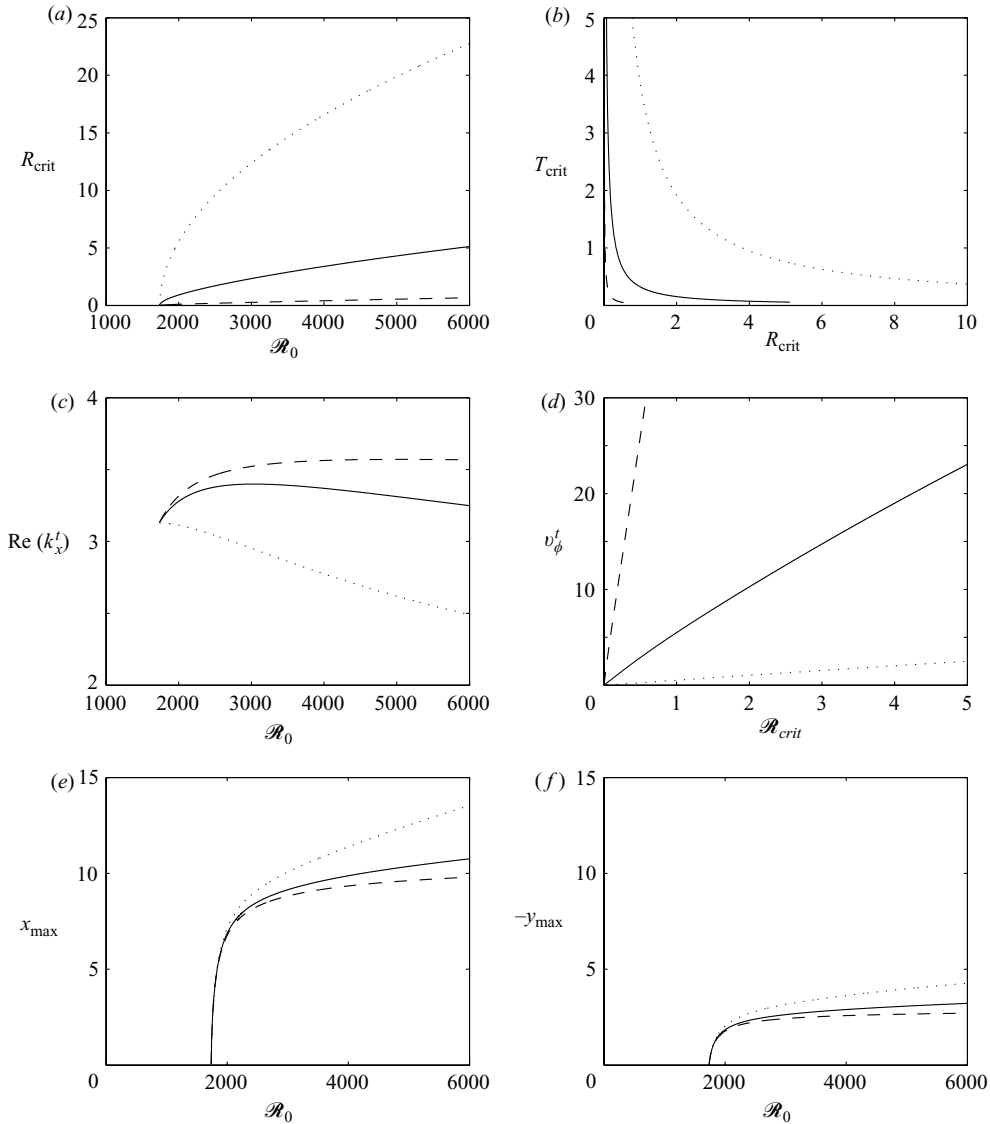 (a)
25
20
15
10
5
0
R_crit
1000 2000 3000 4000 5000 6000
ℛ_0
(b)
5
4
3
2
1
T_crit
0 2 4 6 8 10
R_crit
(c)
4
3
2
Re (k_x^t)
1000 2000 3000 4000 5000 6000
ℛ_0
(d)
30
20
10
υ_ϕ^t
0 1 2 3 4 5
ℛ_crit
(e)
15
10
5
x_max
0 2000 4000 6000
ℛ_0
(f)
15
10
5
−y_max
0 2000 4000 6000
ℛ_0